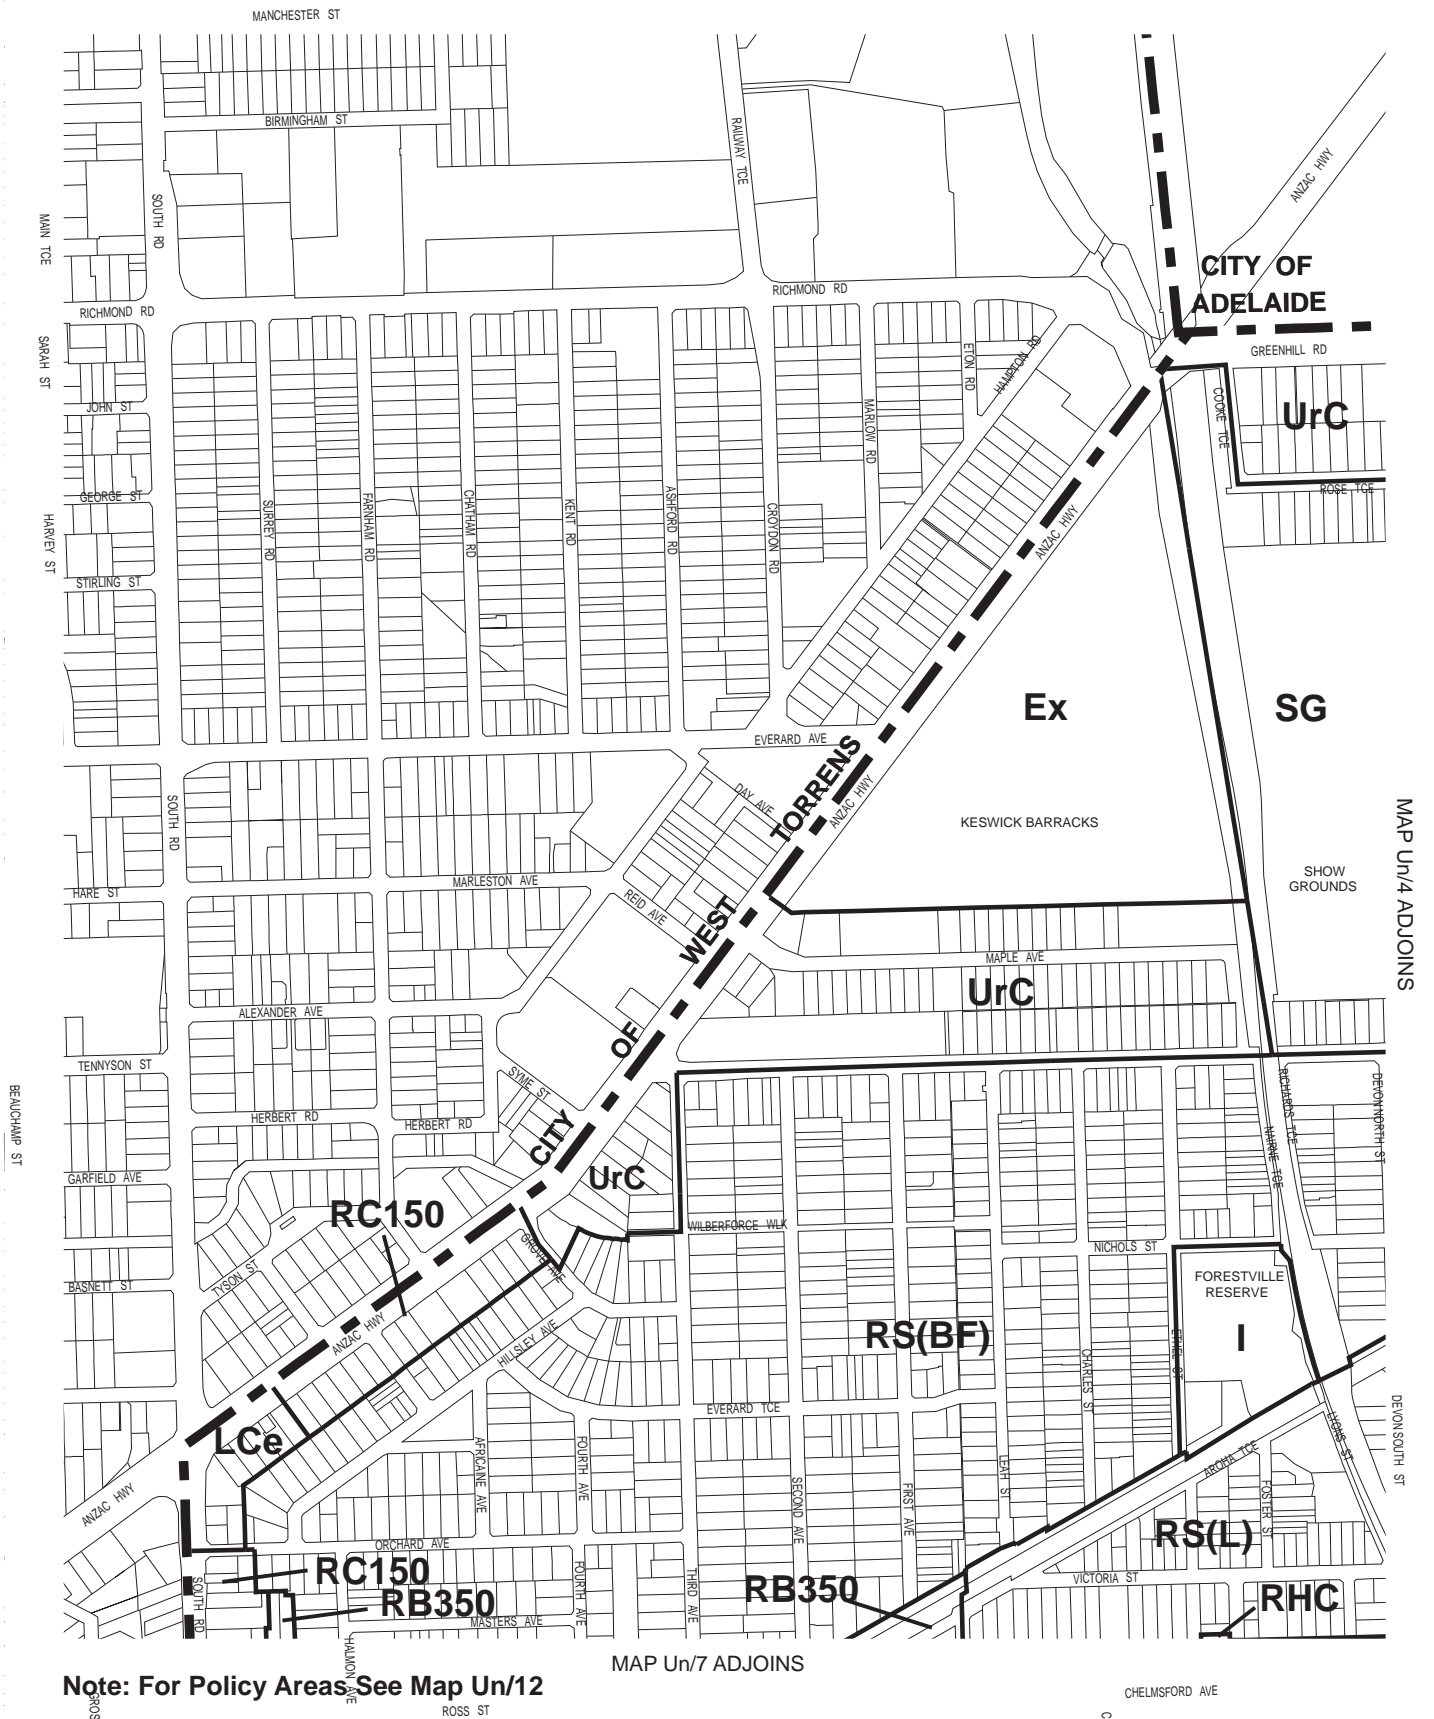 MANCHESTER ST
BIRMINGHAM ST
RAILWAY TCE
ANZAC HWY
SOUTH RD
MAIN TCE
CITY OF
ADELAIDE
RICHMOND RD
RICHMOND RD
GREENHILL RD
SARAH ST
ETON RD
HAMPTON RD
JOHN ST
MARLOW RD
COOKE TCE
UrC
GEORGE ST
ROSE TCE
HARVEY ST
SURREY RD
FARNHAM RD
CHATHAM RD
KENT RD
ASHFORD RD
CROYDON RD
ANZAC HWY
STIRLING ST
Ex
SG
EVERARD AVE
CITY OF WEST TORRENS
DAY AVE
ANZAC HWY
SOUTH RD
KESWICK BARRACKS
MAP Un/4 ADJOINS
SHOW
GROUNDS
HARE ST
MARLESTON AVE
REID AVE
MAPLE AVE
UrC
ALEXANDER AVE
TENNYSON ST
SYME ST
RICHARDS TCE
DEVON NORTH ST
BEAUCHAMP ST
HERBERT RD
HERBERT RD
NAIRNE TCE
GARFIELD AVE
UrC
RC150
WILBERFORCE WLK
GROVE AVE
NICHOLS ST
TYSON ST
BASNETT ST
FORESTVILLE
RESERVE
ANZAC HWY
HILLSLEY AVE
RS(BF)
I
ETHEL ST
CHARLES ST
EVERARD TCE
DEVON SOUTH ST
LYONS ST
LCe
AFRICAINE AVE
FOURTH AVE
AROHA TCE
LEAH ST
SECOND AVE
FIRST AVE
FOSTER ST
ANZAC HWY
RS(L)
ORCHARD AVE
RC150
VICTORIA ST
SOUTH RD
FOURTH AVE
THIRD AVE
RB350
RB350
RHC
MASTERS AVE
HALMON AVE
MAP Un/7 ADJOINS
Note: For Policy Areas See Map Un/12
CHELMSFORD AVE
ROSS ST